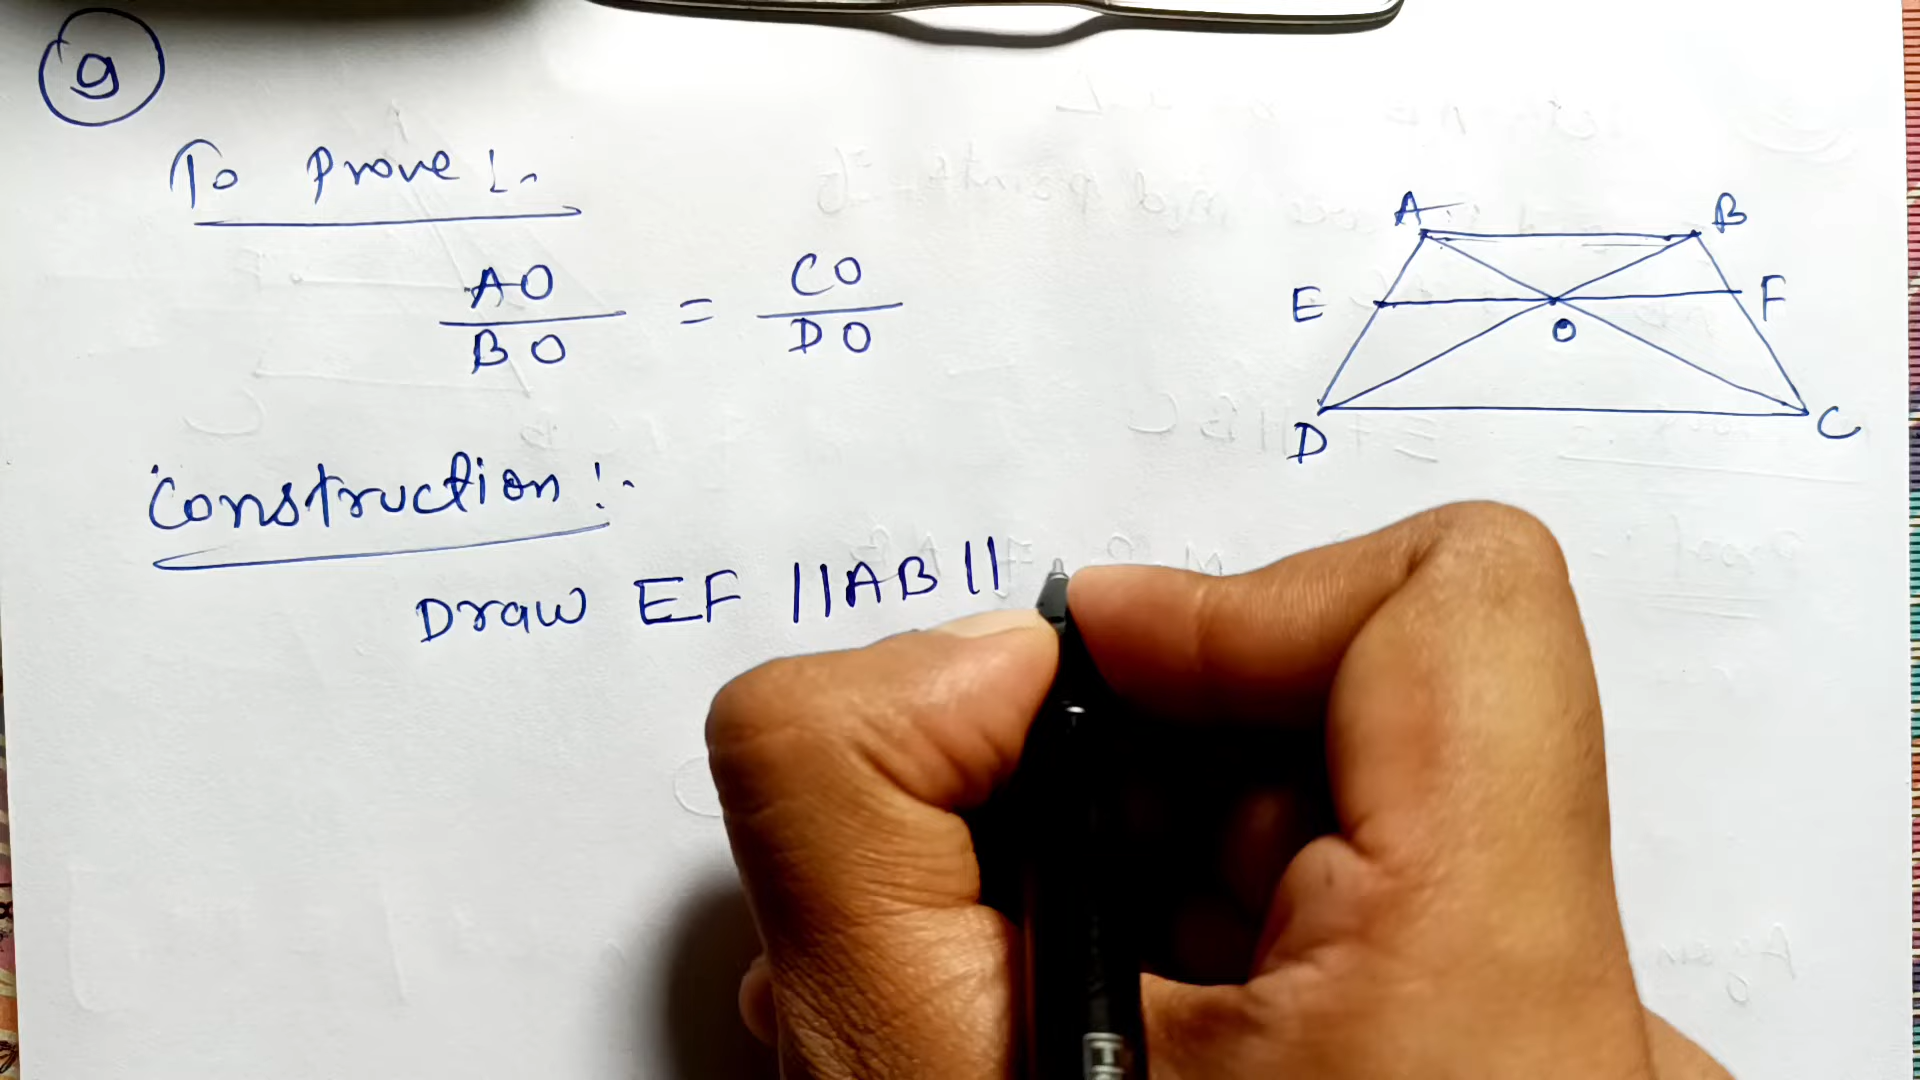 9
To Prove :-
AO / BO = CO / DO
A B
E F
O
D C
Construction :-
Draw EF ||AB ||